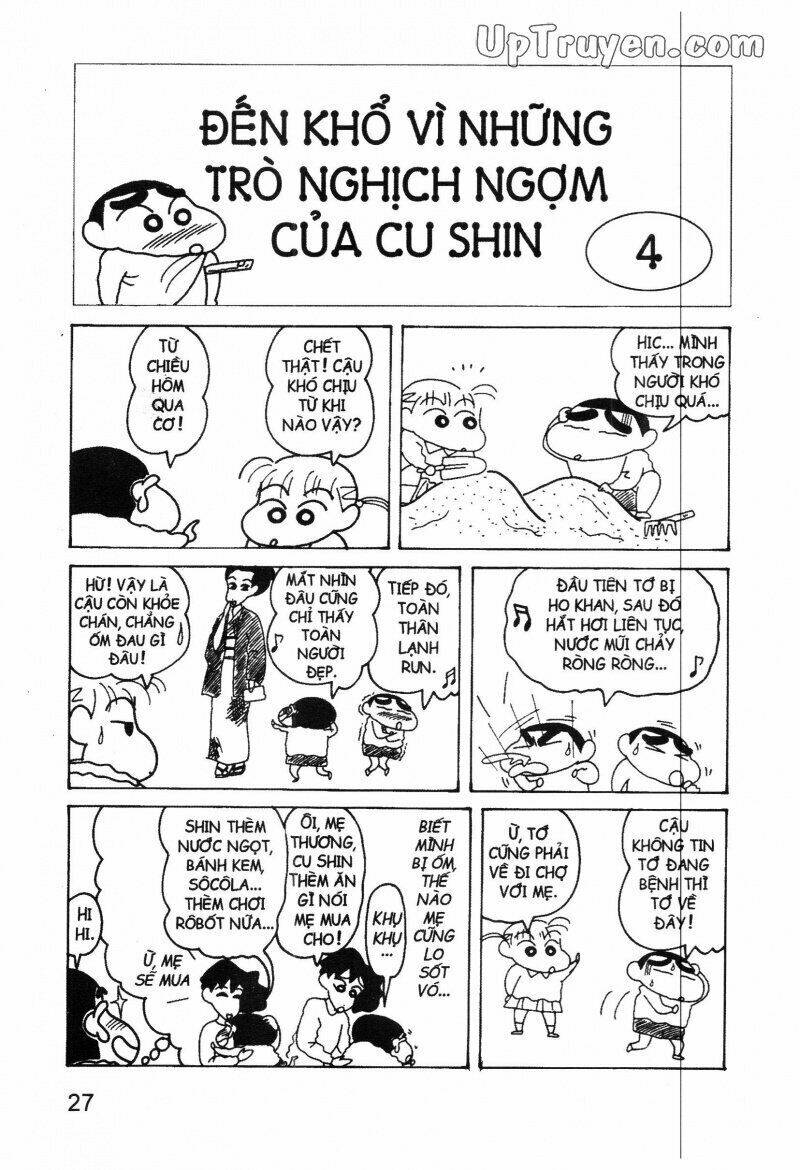 UpTruyen.com
ĐẾN KHỔ VÌ NHỮNG
TRÒ NGHỊCH NGỢM
CỦA CU SHIN
4
HIC... MÌNH
THẤY TRONG
NGƯỜI KHÓ
CHỊU QUÁ...
CHẾT
THẬT! CẬU
KHÓ CHỊU
TỪ KHI
NÀO VẬY?
TỪ
CHIỀU
HÔM
QUA
CƠ!
ĐẦU TIÊN TỚ BỊ
HO KHAN, SAU ĐÓ
HẮT HƠI LIÊN TỤC,
NƯỚC MŨI CHẢY
RÒNG RÒNG...
TIẾP ĐÓ,
TOÀN
THÂN
LẠNH
RUN.
MẮT NHÌN
ĐÂU CŨNG
CHỈ THẤY
TOÀN
NGƯỜI
ĐẸP.
HỪ! VẬY LÀ
CẬU CÒN KHỎE
CHÁN, CHẲNG
ỐM ĐAU GÌ
ĐÂU!
CẬU
KHÔNG TIN
TỚ ĐANG
BỆNH THÌ
TỚ VỀ
ĐÂY!
Ừ, TỚ
CŨNG PHẢI
VỀ ĐI CHỢ
VỚI MẸ.
BIẾT
MÌNH
BỊ ỐM,
THẾ
NÀO
MẸ
CŨNG
LO
SỐT
VÓ...
KHỤ
KHỤ
...
ÔI, MẸ
THƯƠNG,
CU SHIN
THÈM ĂN
GÌ NÓI
MẸ MUA
CHO!
SHIN THÈM
NƯỚC NGỌT,
BÁNH KEM,
SÔCÔLA...
THÈM CHƠI
RÔBỐT NỮA...
Ừ, MẸ
SẼ MUA
HI
HI.
27